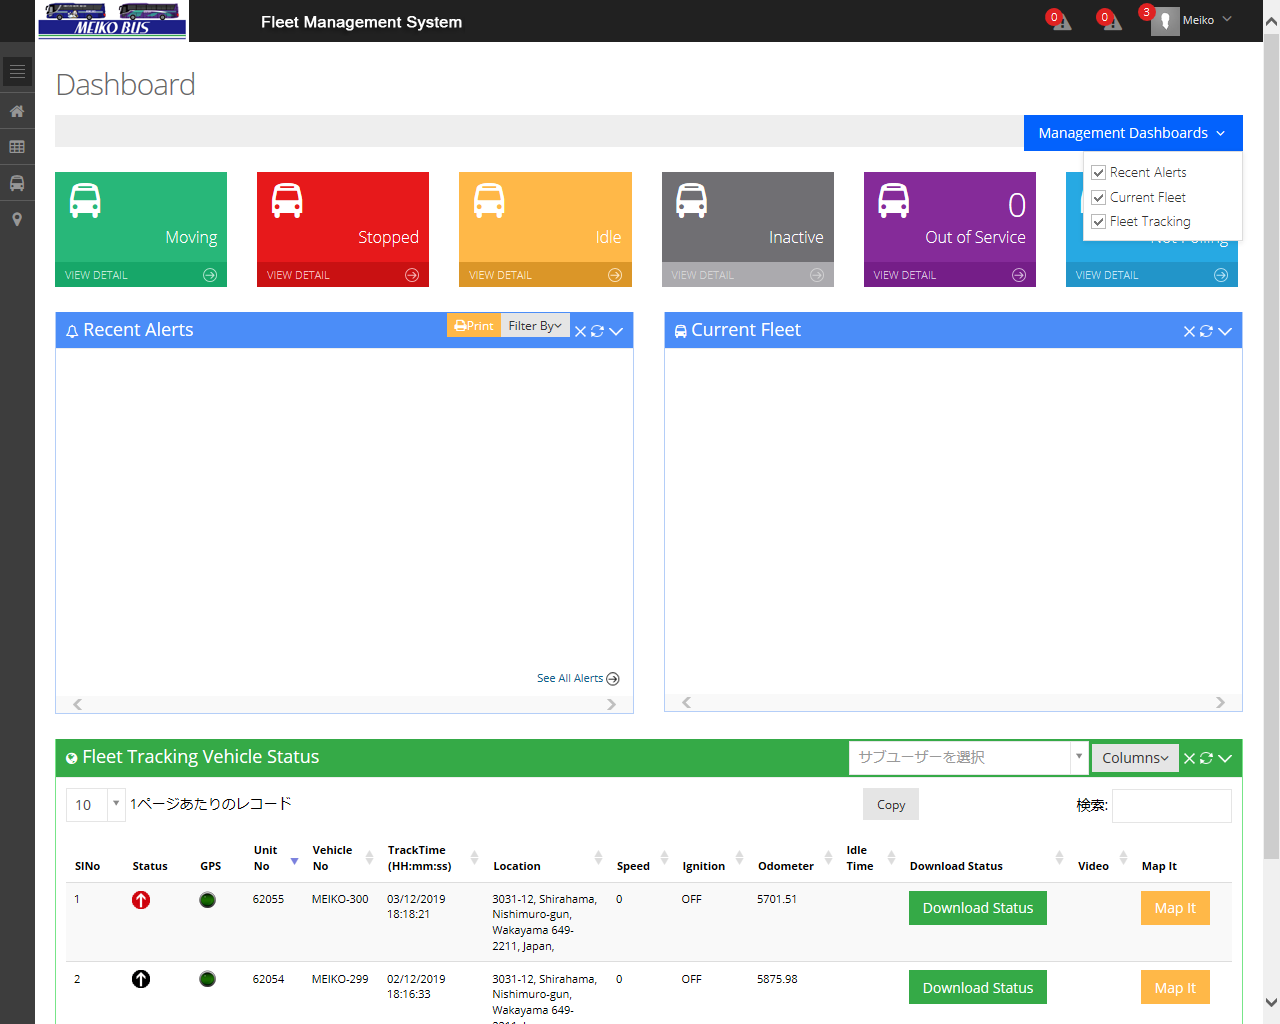 MEIKO BUS
Fleet Management System
0
0
3
Meiko
Dashboard
Management Dashboards
Recent Alerts
Current Fleet
Fleet Tracking
Moving
VIEW DETAIL
Stopped
VIEW DETAIL
Idle
VIEW DETAIL
Inactive
VIEW DETAIL
0
Out of Service
VIEW DETAIL
Not Polling
VIEW DETAIL
Recent Alerts
Print
Filter By
See All Alerts
Current Fleet
Fleet Tracking Vehicle Status
サブユーザーを選択
Columns
10
1ページあたりのレコード
Copy
検索:
SlNo Status GPS Unit No Vehicle No TrackTime (HH:mm:ss) Location Speed Ignition Odometer Idle Time Download Status Video Map It
1 62055 MEIKO-300 03/12/2019 18:18:21 3031-12, Shirahama, Nishimuro-gun, Wakayama 649-2211, Japan, 0 OFF 5701.51 Download Status Map It
2 62054 MEIKO-299 02/12/2019 18:16:33 3031-12, Shirahama, Nishimuro-gun, Wakayama 649- 0 OFF 5875.98 Download Status Map It